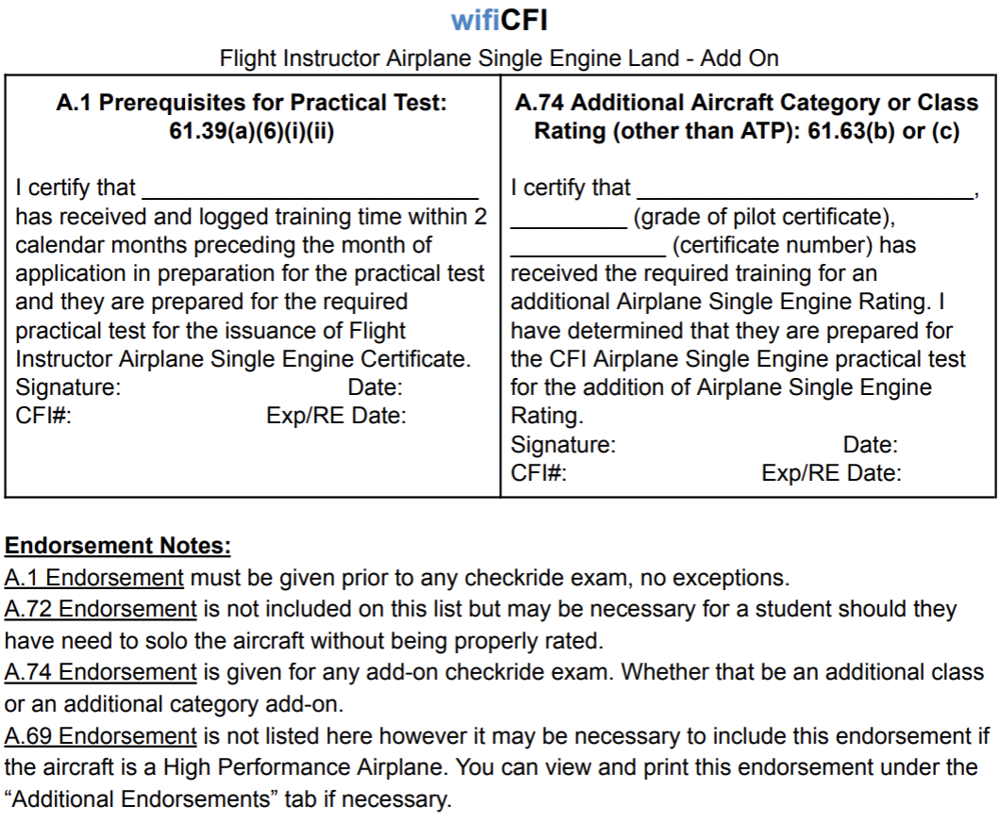 wifiCFI
Flight Instructor Airplane Single Engine Land - Add On
A.1 Prerequisites for Practical Test:
61.39(a)(6)(i)(ii)
I certify that __________________________
has received and logged training time within 2
calendar months preceding the month of
application in preparation for the practical test
and they are prepared for the required
practical test for the issuance of Flight
Instructor Airplane Single Engine Certificate.
Signature: Date:
CFI#: Exp/RE Date:
A.74 Additional Aircraft Category or Class
Rating (other than ATP): 61.63(b) or (c)
I certify that __________________________,
_________ (grade of pilot certificate),
____________ (certificate number) has
received the required training for an
additional Airplane Single Engine Rating. I
have determined that they are prepared for
the CFI Airplane Single Engine practical test
for the addition of Airplane Single Engine
Rating.
Signature: Date:
CFI#: Exp/RE Date:
Endorsement Notes:
A.1 Endorsement must be given prior to any checkride exam, no exceptions.
A.72 Endorsement is not included on this list but may be necessary for a student should they
have need to solo the aircraft without being properly rated.
A.74 Endorsement is given for any add-on checkride exam. Whether that be an additional class
or an additional category add-on.
A.69 Endorsement is not listed here however it may be necessary to include this endorsement if
the aircraft is a High Performance Airplane. You can view and print this endorsement under the
“Additional Endorsements” tab if necessary.